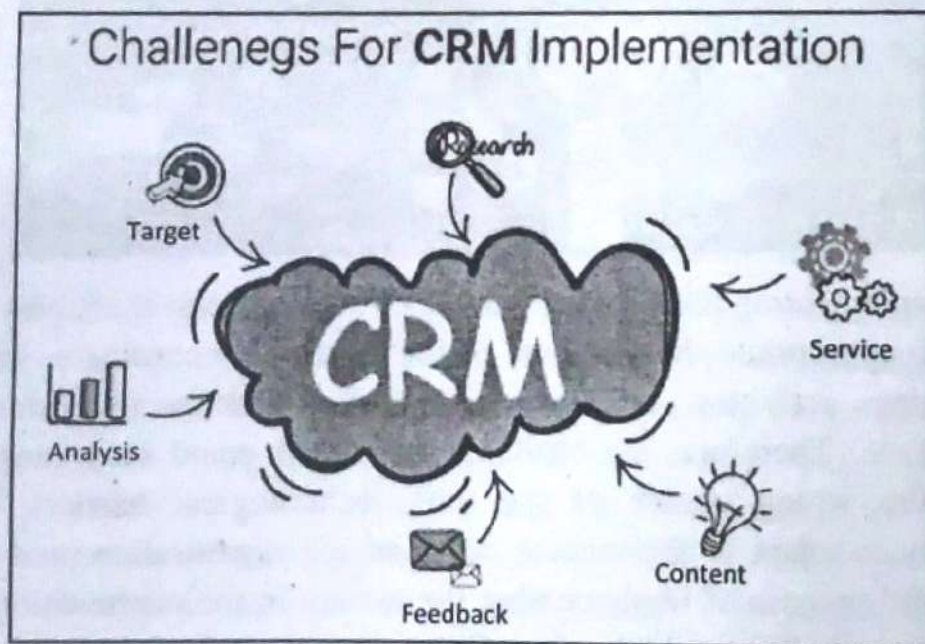 Challenegs For CRM Implementation
Research
Target
CRM
Service
Analysis
Content
Feedback